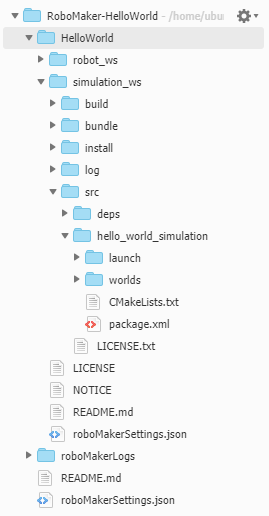 RoboMaker-HelloWorld - /home/ubu
HelloWorld
robot_ws
simulation_ws
build
bundle
install
log
src
deps
hello_world_simulation
launch
worlds
CMakeLists.txt
package.xml
LICENSE.txt
LICENSE
NOTICE
README.md
roboMakerSettings.json
roboMakerLogs
README.md
roboMakerSettings.json